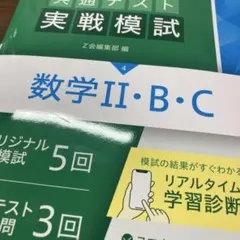 共通テスト
実戦模試
Z会編集部 編
4
数学II・B・C
リジナル
模試 5回
テスト
問 3回
模試の結果がすぐわかる
リアルタイム
学習診断